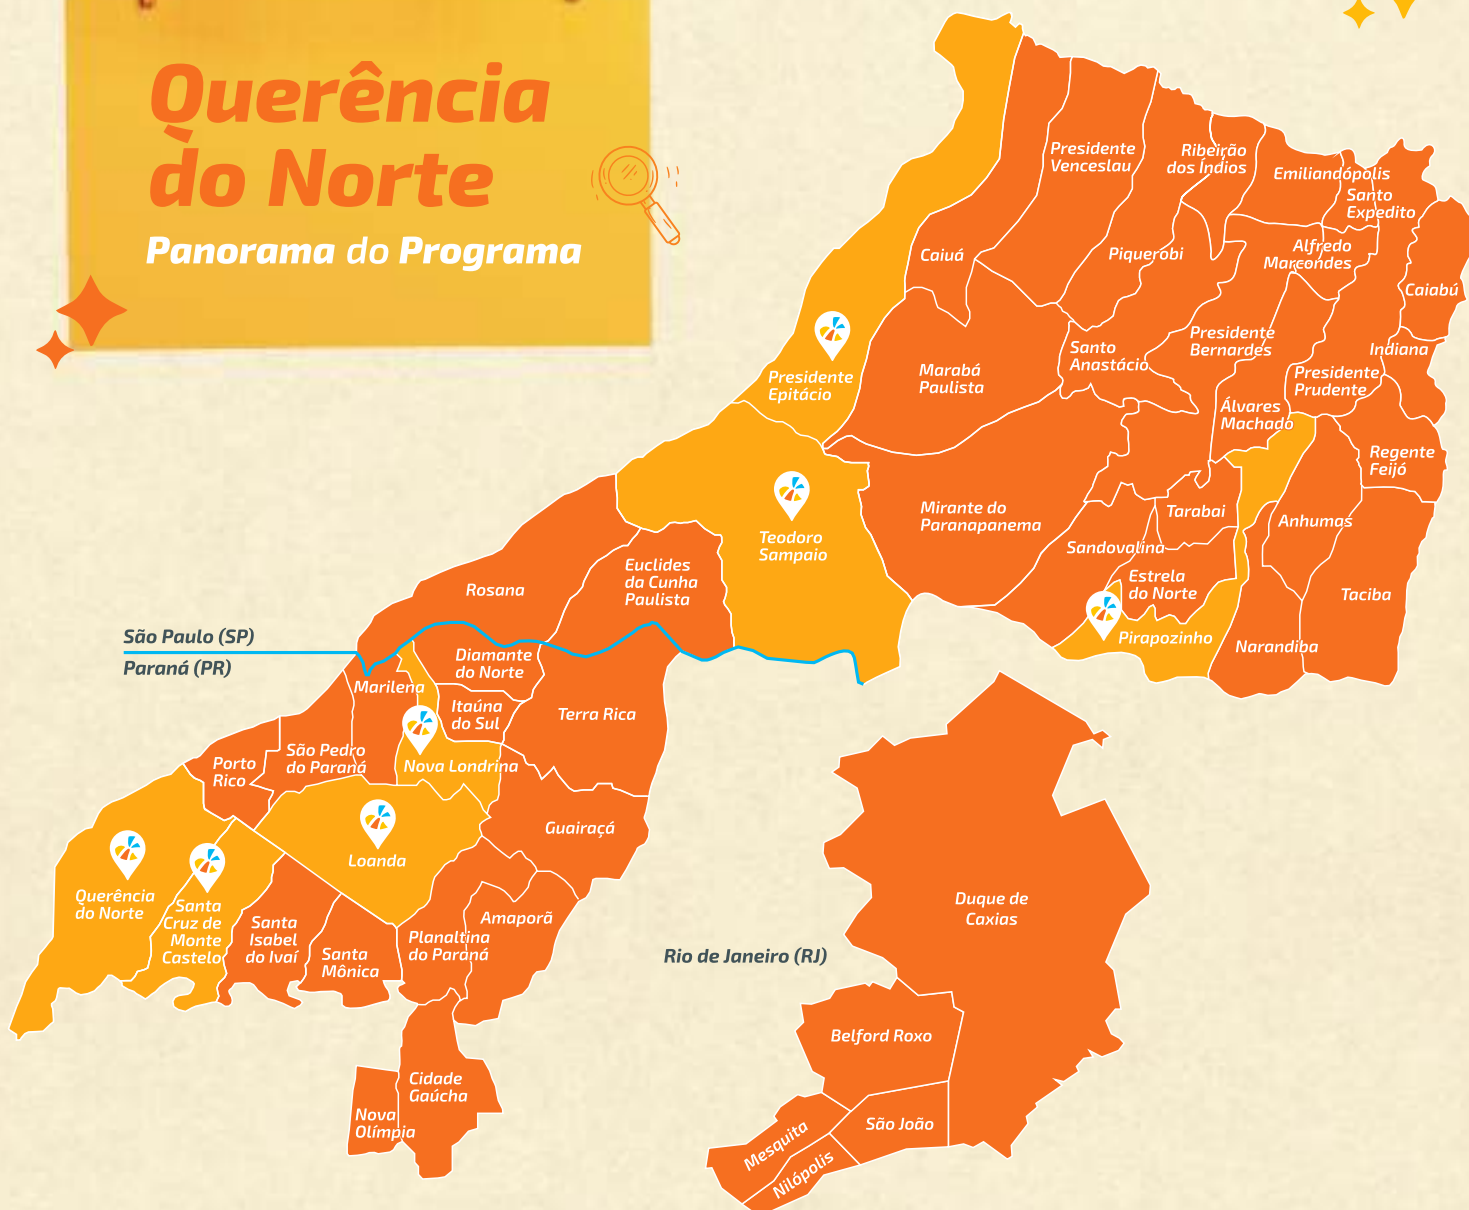 Querência
do Norte
Panorama do Programa
Presidente
Venceslau
Ribeirão
dos Índios
Emilianópolis
Santo
Expedito
Caiuá
Piquerobi
Alfredo
Marcondes
Caiabú
Presidente
Epitácio
Marabá
Paulista
Santo
Anastácio
Presidente
Bernardes
Indiana
Presidente
Prudente
Álvares
Machado
Regente
Feijó
Teodoro
Sampaio
Mirante do
Paranapanema
Tarabai
Anhumas
Sandovalina
Estrela
do Norte
Taciba
Pirapozinho
Narandiba
Rosana
Euclides
da Cunha
Paulista
São Paulo (SP)
Paraná (PR)
Diamante
do Norte
Marilena
Itaúna
do Sul
Terra Rica
Porto
Rico
São Pedro
do Paraná
Nova Londrina
Guairaçá
Loanda
Querência
do Norte
Santa
Cruz de
Monte
Castelo
Santa
Isabel
do Ivaí
Santa
Mônica
Planaltina
do Paraná
Amaporã
Cidade
Gaúcha
Nova
Olímpia
Rio de Janeiro (RJ)
Duque de
Caxias
Belford Roxo
São João
Mesquita
Nilópolis